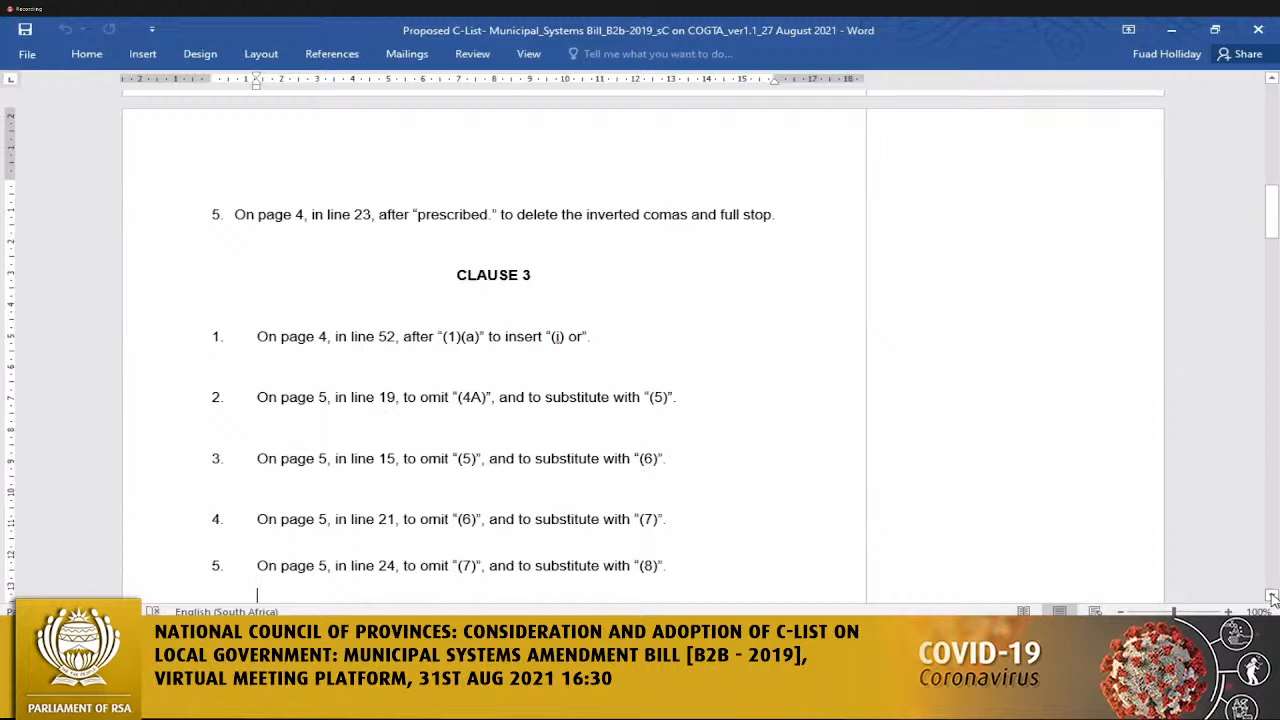 Recording
Proposed C-List- Municipal_Systems Bill_B2b-2019_sC on COGTA_ver1.1_27 August 2021 - Word
File Home Insert Design Layout References Mailings Review View Tell me what you want to do... Fuad Holliday Share
5. On page 4, in line 23, after “prescribed.” to delete the inverted comas and full stop.
CLAUSE 3
1. On page 4, in line 52, after “(1)(a)” to insert “(i) or”.
2. On page 5, in line 19, to omit “(4A)”, and to substitute with “(5)”.
3. On page 5, in line 15, to omit “(5)”, and to substitute with “(6)”.
4. On page 5, in line 21, to omit “(6)”, and to substitute with “(7)”.
5. On page 5, in line 24, to omit “(7)”, and to substitute with “(8)”.
English (South Africa) 100%
NATIONAL COUNCIL OF PROVINCES: CONSIDERATION AND ADOPTION OF C-LIST ON
LOCAL GOVERNMENT: MUNICIPAL SYSTEMS AMENDMENT BILL [B2B - 2019],
VIRTUAL MEETING PLATFORM, 31ST AUG 2021 16:30
PARLIAMENT OF RSA
COVID-19
Coronavirus